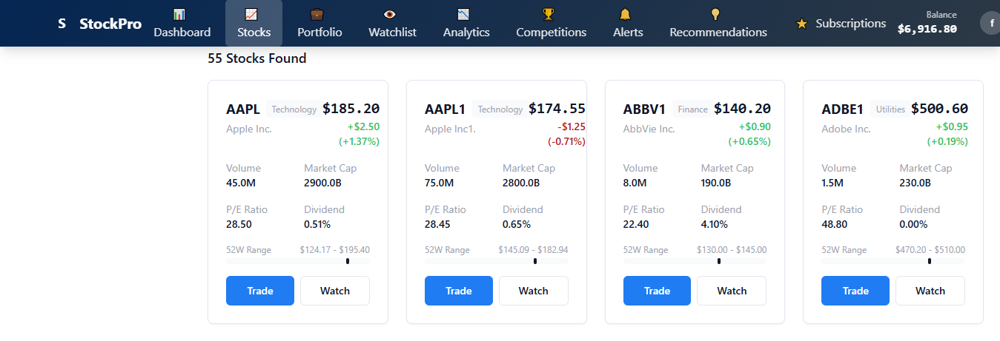 S StockPro Dashboard Stocks Portfolio Watchlist Analytics Competitions Alerts Recommendations Subscriptions Balance $6,916.80 f
55 Stocks Found
AAPL Technology $185.20
Apple Inc. +$2.50
(+1.37%)
Volume Market Cap
45.0M 2900.0B
P/E Ratio Dividend
28.50 0.51%
52W Range $124.17 - $195.40
Trade Watch
AAPL1 Technology $174.55
Apple Inc1. -$1.25
(-0.71%)
Volume Market Cap
75.0M 2800.0B
P/E Ratio Dividend
28.45 0.65%
52W Range $145.09 - $182.94
Trade Watch
ABBV1 Finance $140.20
AbbVie Inc. +$0.90
(+0.65%)
Volume Market Cap
8.0M 190.0B
P/E Ratio Dividend
22.40 4.10%
52W Range $130.00 - $145.00
Trade Watch
ADBE1 Utilities $500.60
Adobe Inc. +$0.95
(+0.19%)
Volume Market Cap
1.5M 230.0B
P/E Ratio Dividend
48.80 0.00%
52W Range $470.20 - $510.00
Trade Watch